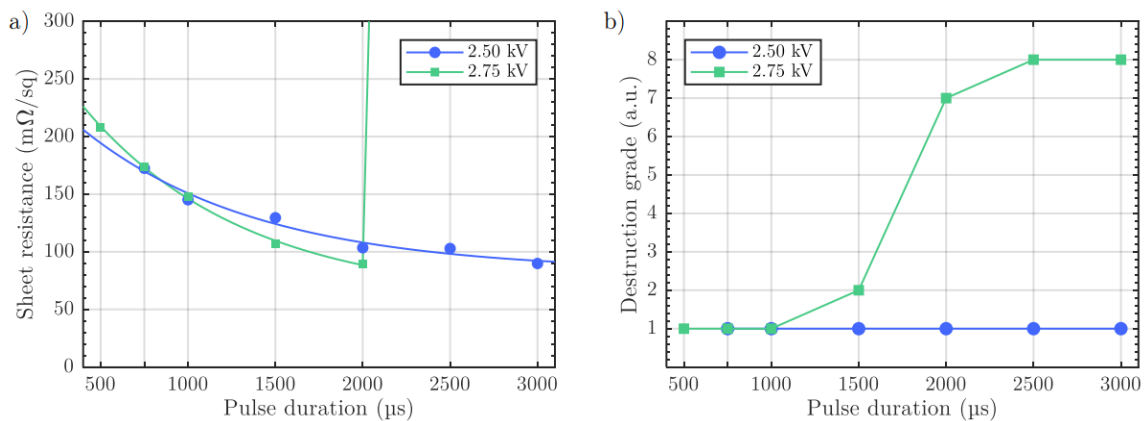 a)
Sheet resistance (mΩ/sq)
300
250
200
150
100
50
0
2.50 kV
2.75 kV
500 1000 1500 2000 2500 3000
Pulse duration (µs)
b)
Destruction grade (a.u.)
8
7
6
5
4
3
2
1
2.50 kV
2.75 kV
500 1000 1500 2000 2500 3000
Pulse duration (µs)